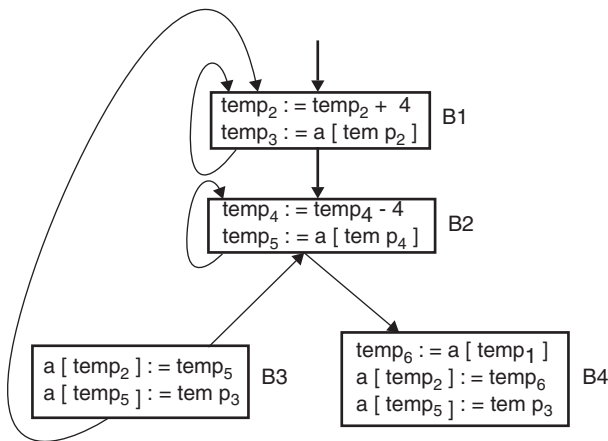 temp₂ : = temp₂ + 4
temp₃ : = a [ tem p₂ ]
B1
temp₄ : = temp₄ - 4
temp₅ : = a [ tem p₄ ]
B2
a [ temp₂ ] : = temp₅
a [ temp₅ ] : = tem p₃
B3
temp₆ : = a [ temp₁ ]
a [ temp₂ ] : = temp₆
a [ temp₅ ] : = tem p₃
B4